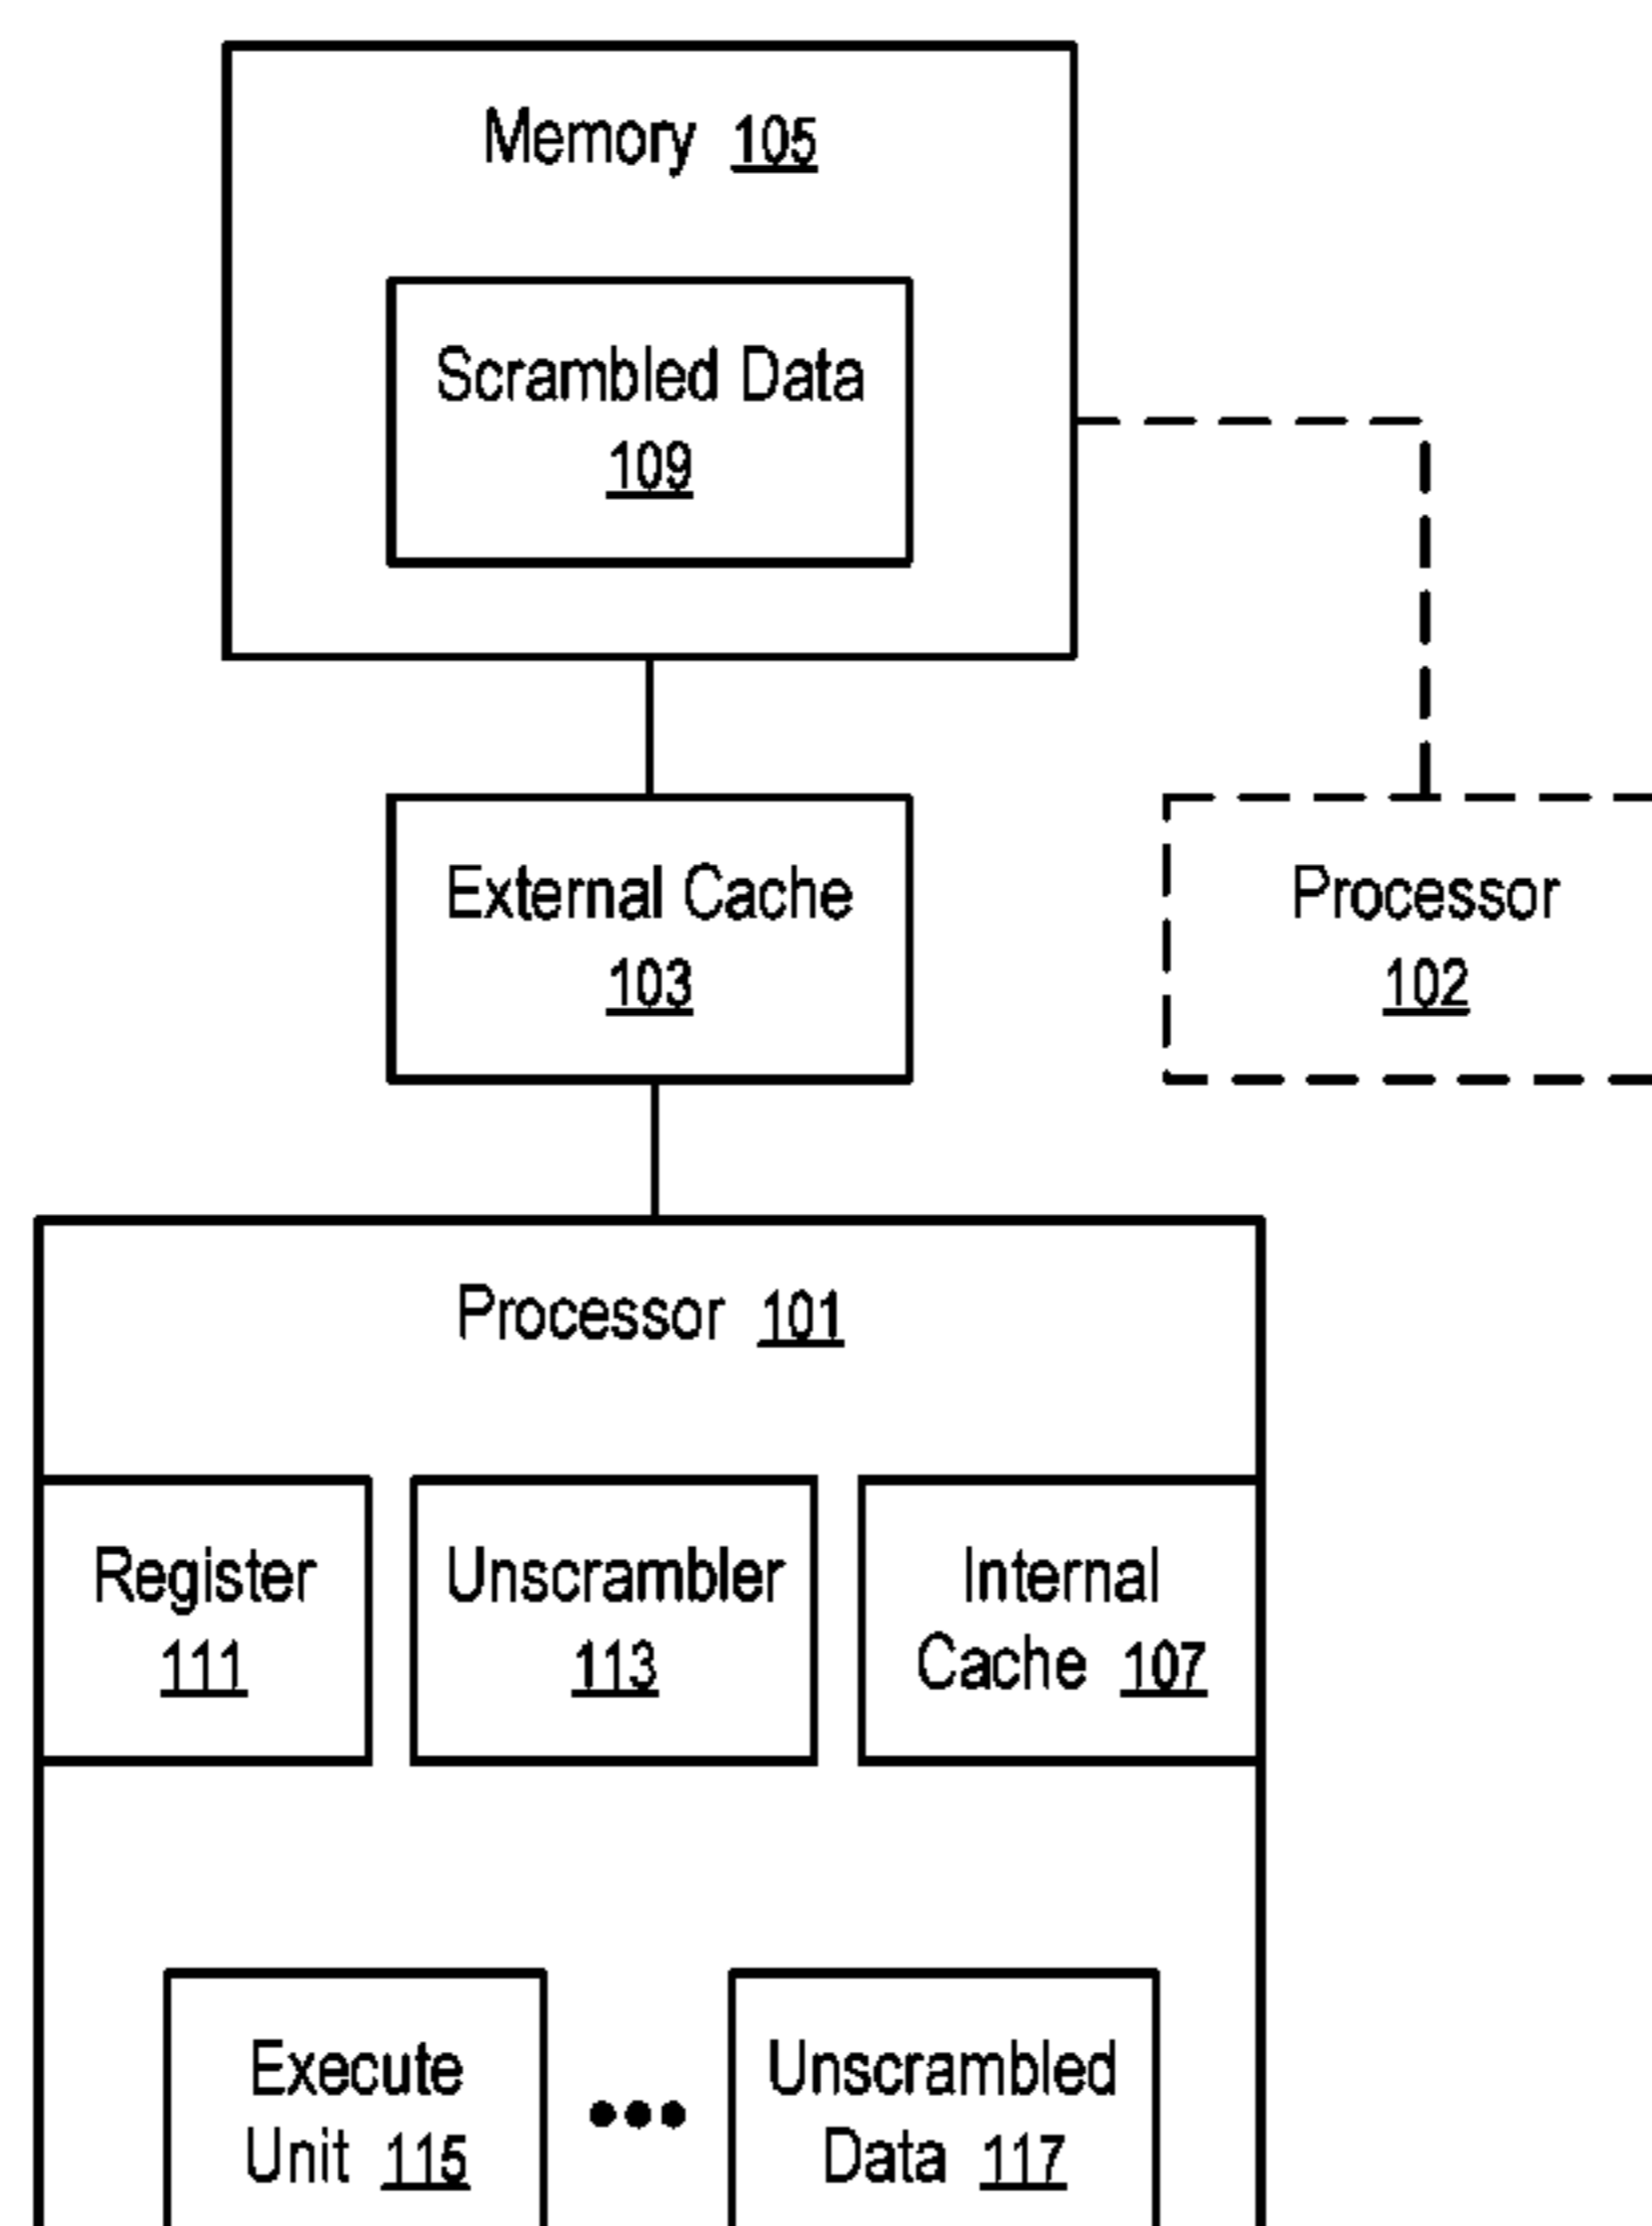 Memory 105
Scrambled Data
109
External Cache
103
Processor
102
Processor 101
Register
111
Unscrambler
113
Internal
Cache 107
Execute
Unit 115
Unscrambled
Data 117